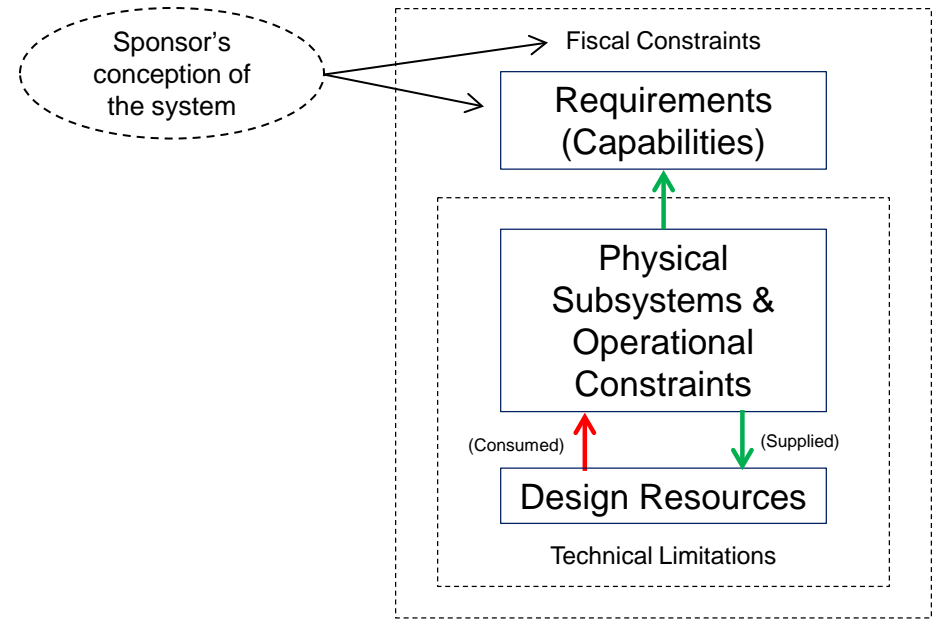 Sponsor’s
conception of
the system
Fiscal Constraints
Requirements
(Capabilities)
Physical
Subsystems &
Operational
Constraints
(Consumed)
(Supplied)
Design Resources
Technical Limitations